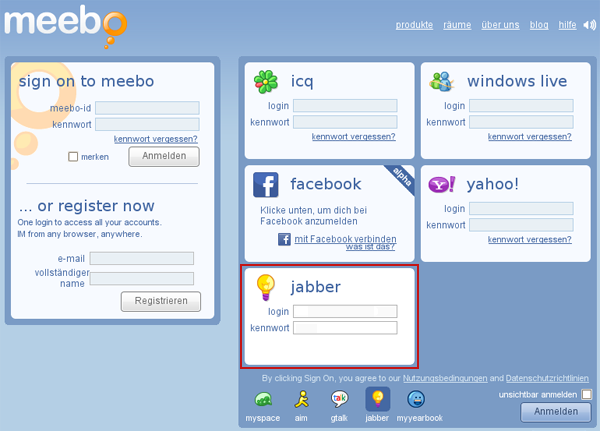 meebo
produkte räume über uns blog hilfe
sign on to meebo
meebo-id
kennwort
kennwort vergessen?
merken
Anmelden
... or register now
One login to access all your accounts.
IM from any browser, anywhere.
e-mail
vollständiger
name
Registrieren
icq
login
kennwort
kennwort vergessen?
windows live
login
kennwort
kennwort vergessen?
facebook
alpha
Klicke unten, um dich bei
Facebook anzumelden
mit Facebook verbinden
was ist das?
yahoo!
login
kennwort
kennwort vergessen?
jabber
login
kennwort
By clicking Sign On, you agree to our Nutzungsbedingungen and Datenschutzrichtlinien
myspace
aim
talk
gtalk
jabber
myyearbook
unsichtbar anmelden
Anmelden